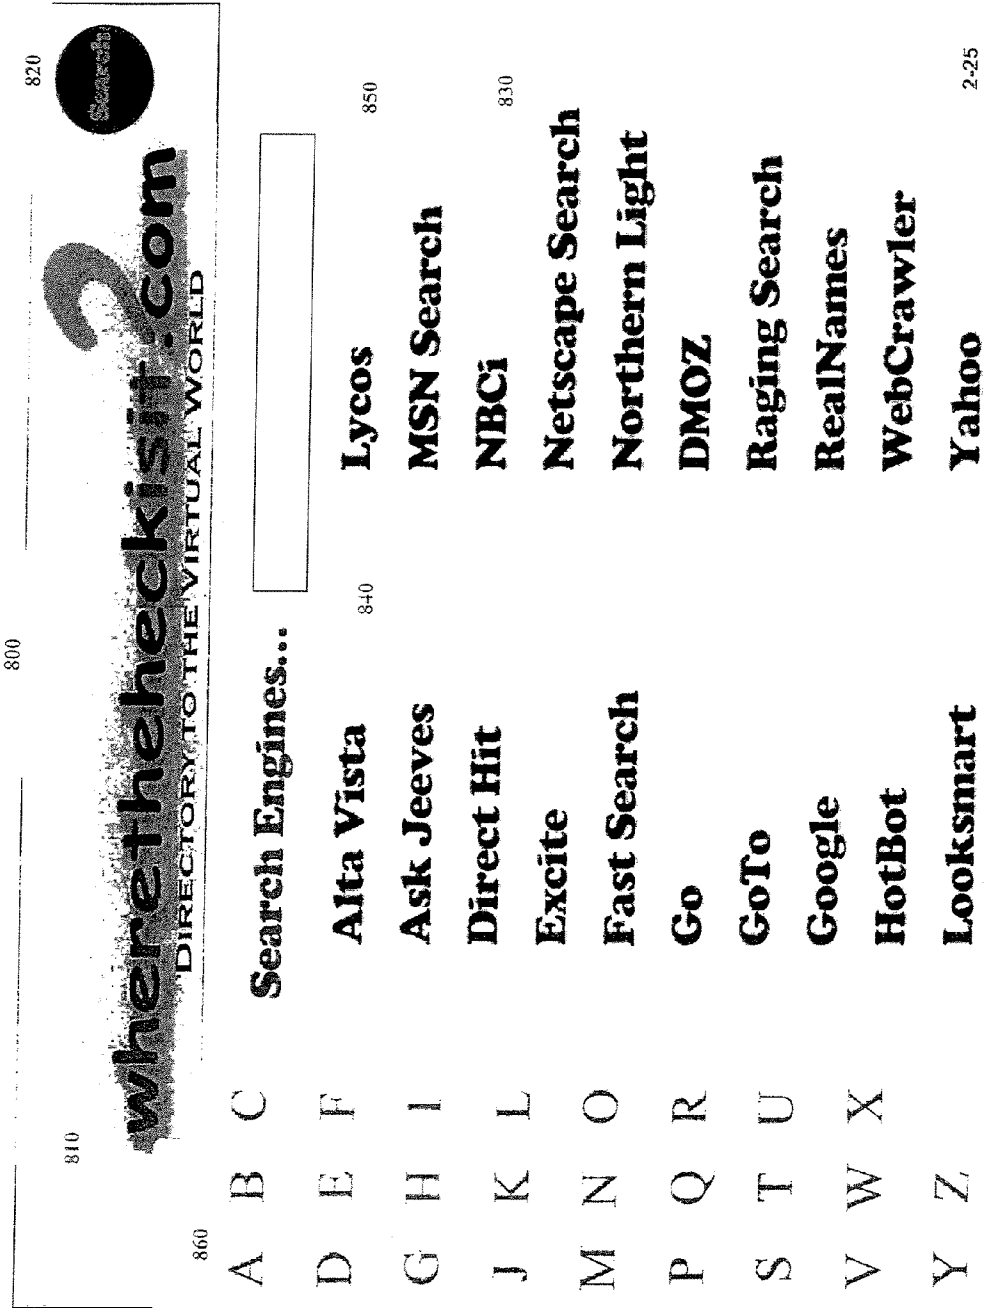 800
810
820
wherethecheckisit?.com
Search
DIRECTORY TO THE VIRTUAL WORLD
860
A B C
D E F
G H I
J K L
M N O
P Q R
S T U
V W X
Y Z
Search Engines...
840
850
830
Alta Vista
Ask Jeeves
Direct Hit
Excite
Fast Search
Go
GoTo
Google
HotBot
Looksmart
Lycos
MSN Search
NBCi
Netscape Search
Northern Light
DMOZ
Raging Search
RealNames
WebCrawler
Yahoo
2-25